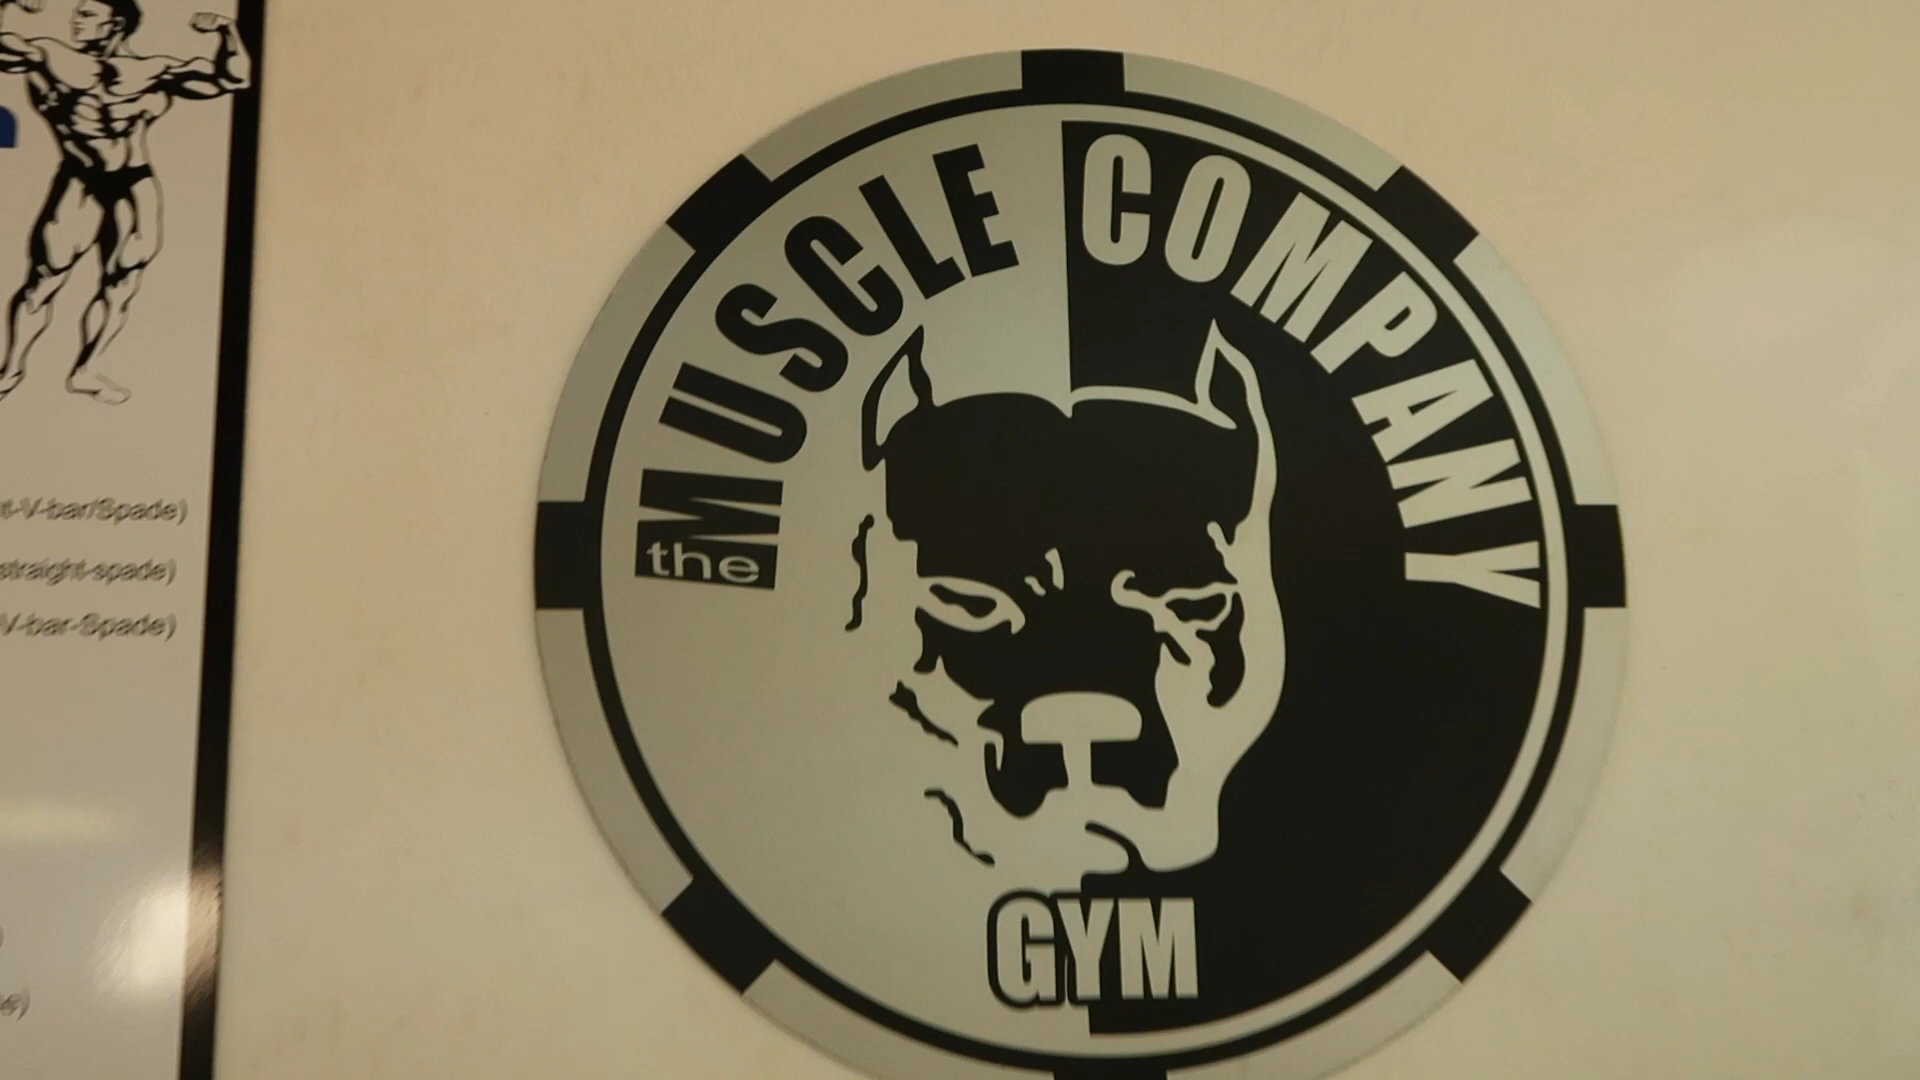 the
MUSCLE COMPANY
GYM
V-bar/Spade)
straight-spade)
V-bar-Spade)